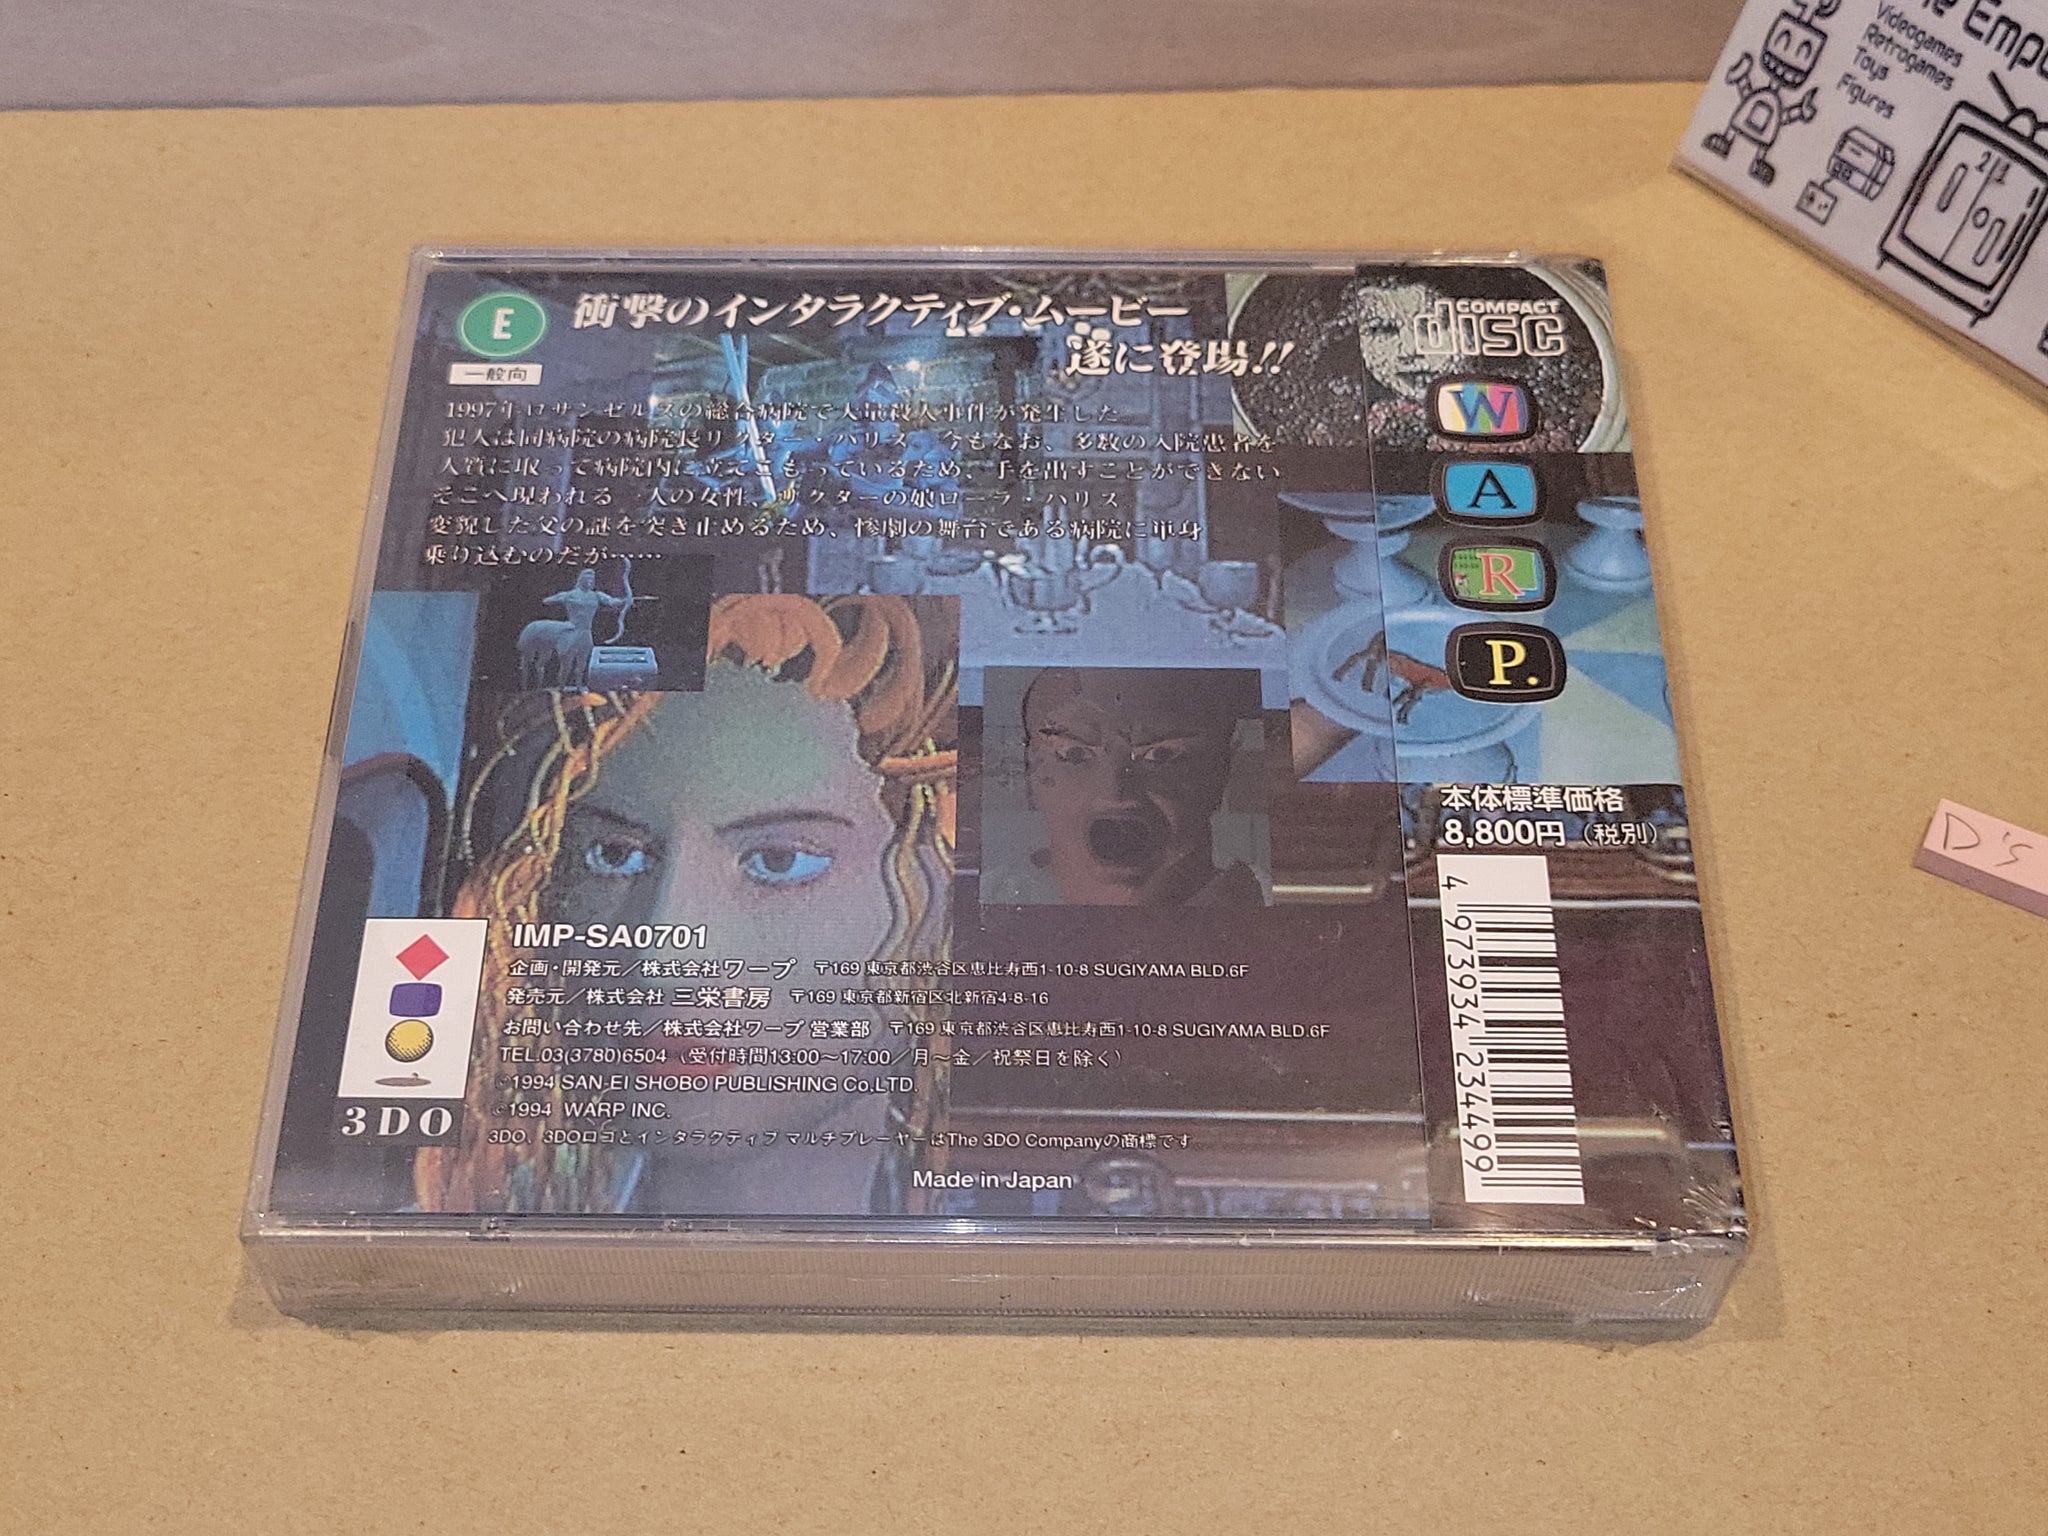 e Empo
Videogames
Retrogames
Toys
Figures
D's
E
一般向
衝撃のインタラクティブ・ムービー
遂に登場!!
1997年ロサンゼルスの総合病院で大量殺人事件が発生した
犯人は同病院の病院長リクター・ハリス 今もなお、多数の入院患者を
人質に取って病院内に立てこもっているため、手を出すことができない
そこへ現われる一人の女性、リクターの娘ローラ・ハリス
変貌した父の謎を突き止めるため、惨劇の舞台である病院に単身
乗り込むのだが……
COMPACT
disc
W
A
R
P.
本体標準価格
8,800円（税別）
4 973934 234499
3DO
IMP-SA0701
企画・開発元／株式会社ワープ 〒169 東京都渋谷区恵比寿西1-10-8 SUGIYAMA BLD.6F
発売元／株式会社 三栄書房 〒169 東京都新宿区北新宿4-8-16
お問い合わせ先／株式会社ワープ 営業部 〒169 東京都渋谷区恵比寿西1-10-8 SUGIYAMA BLD.6F
TEL.03(3780)6504（受付時間13:00～17:00／月～金／祝祭日を除く）
©1994 SAN-EI SHOBO PUBLISHING Co.LTD.
©1994 WARP INC.
3DO、3DOロゴとインタラクティブ マルチプレーヤーはThe 3DO Companyの商標です
Made in Japan